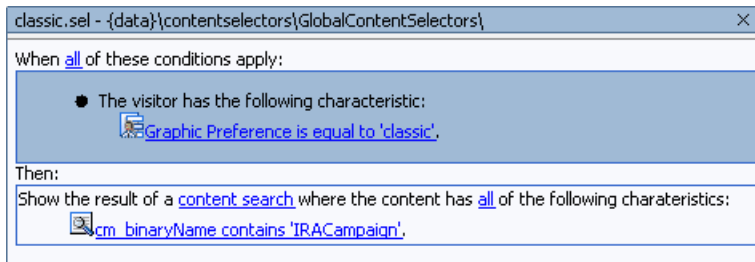 classic.sel - {data}\contentselectors\GlobalContentSelectors\
When all of these conditions apply:
The visitor has the following characteristic:
Graphic Preference is equal to 'classic'.
Then:
Show the result of a content search where the content has all of the following charateristics:
cm_binaryName contains 'IRACampaign'.